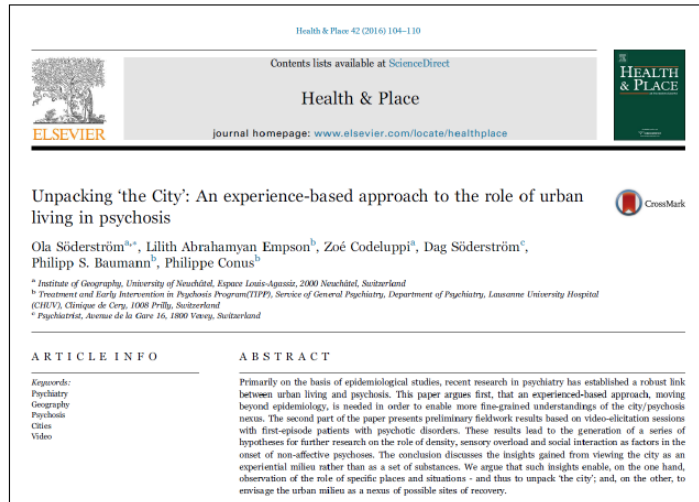 Health & Place 42 (2016) 104–110
Contents lists available at ScienceDirect
Health & Place
journal homepage: www.elsevier.com/locate/healthplace
ELSEVIER
HEALTH
& PLACE
Unpacking ‘the City’: An experience-based approach to the role of urban
living in psychosis
CrossMark
Ola Söderström a,⁎, Lilith Abrahamyan Empson b, Zoé Codeluppi a, Dag Söderström c,
Philipp S. Baumann b, Philippe Conus b
a Institute of Geography, University of Neuchâtel, Espace Louis-Agassiz, 2000 Neuchâtel, Switzerland
b Treatment and Early Intervention in Psychosis Program(TIPP), Service of General Psychiatry, Department of Psychiatry, Lausanne University Hospital
(CHUV), Clinique de Cery, 1008 Prilly, Switzerland
c Psychiatrist, Avenue de la Gare 16, 1800 Vevey, Switzerland
ARTICLE INFO
Keywords:
Psychiatry
Geography
Psychosis
Cities
Video
ABSTRACT
Primarily on the basis of epidemiological studies, recent research in psychiatry has established a robust link
between urban living and psychosis. This paper argues first, that an experienced-based approach, moving
beyond epidemiology, is needed in order to enable more fine-grained understandings of the city/psychosis
nexus. The second part of the paper presents preliminary fieldwork results based on video-elicitation sessions
with first-episode patients with psychotic disorders. These results lead to the generation of a series of
hypotheses for further research on the role of density, sensory overload and social interaction as factors in the
onset of non-affective psychoses. The conclusion discusses the insights gained from viewing the city as an
experiential milieu rather than as a set of substances. We argue that such insights enable, on the one hand,
observation of the role of specific places and situations - and thus to unpack ‘the city’; and, on the other, to
envisage the urban milieu as a nexus of possible sites of recovery.